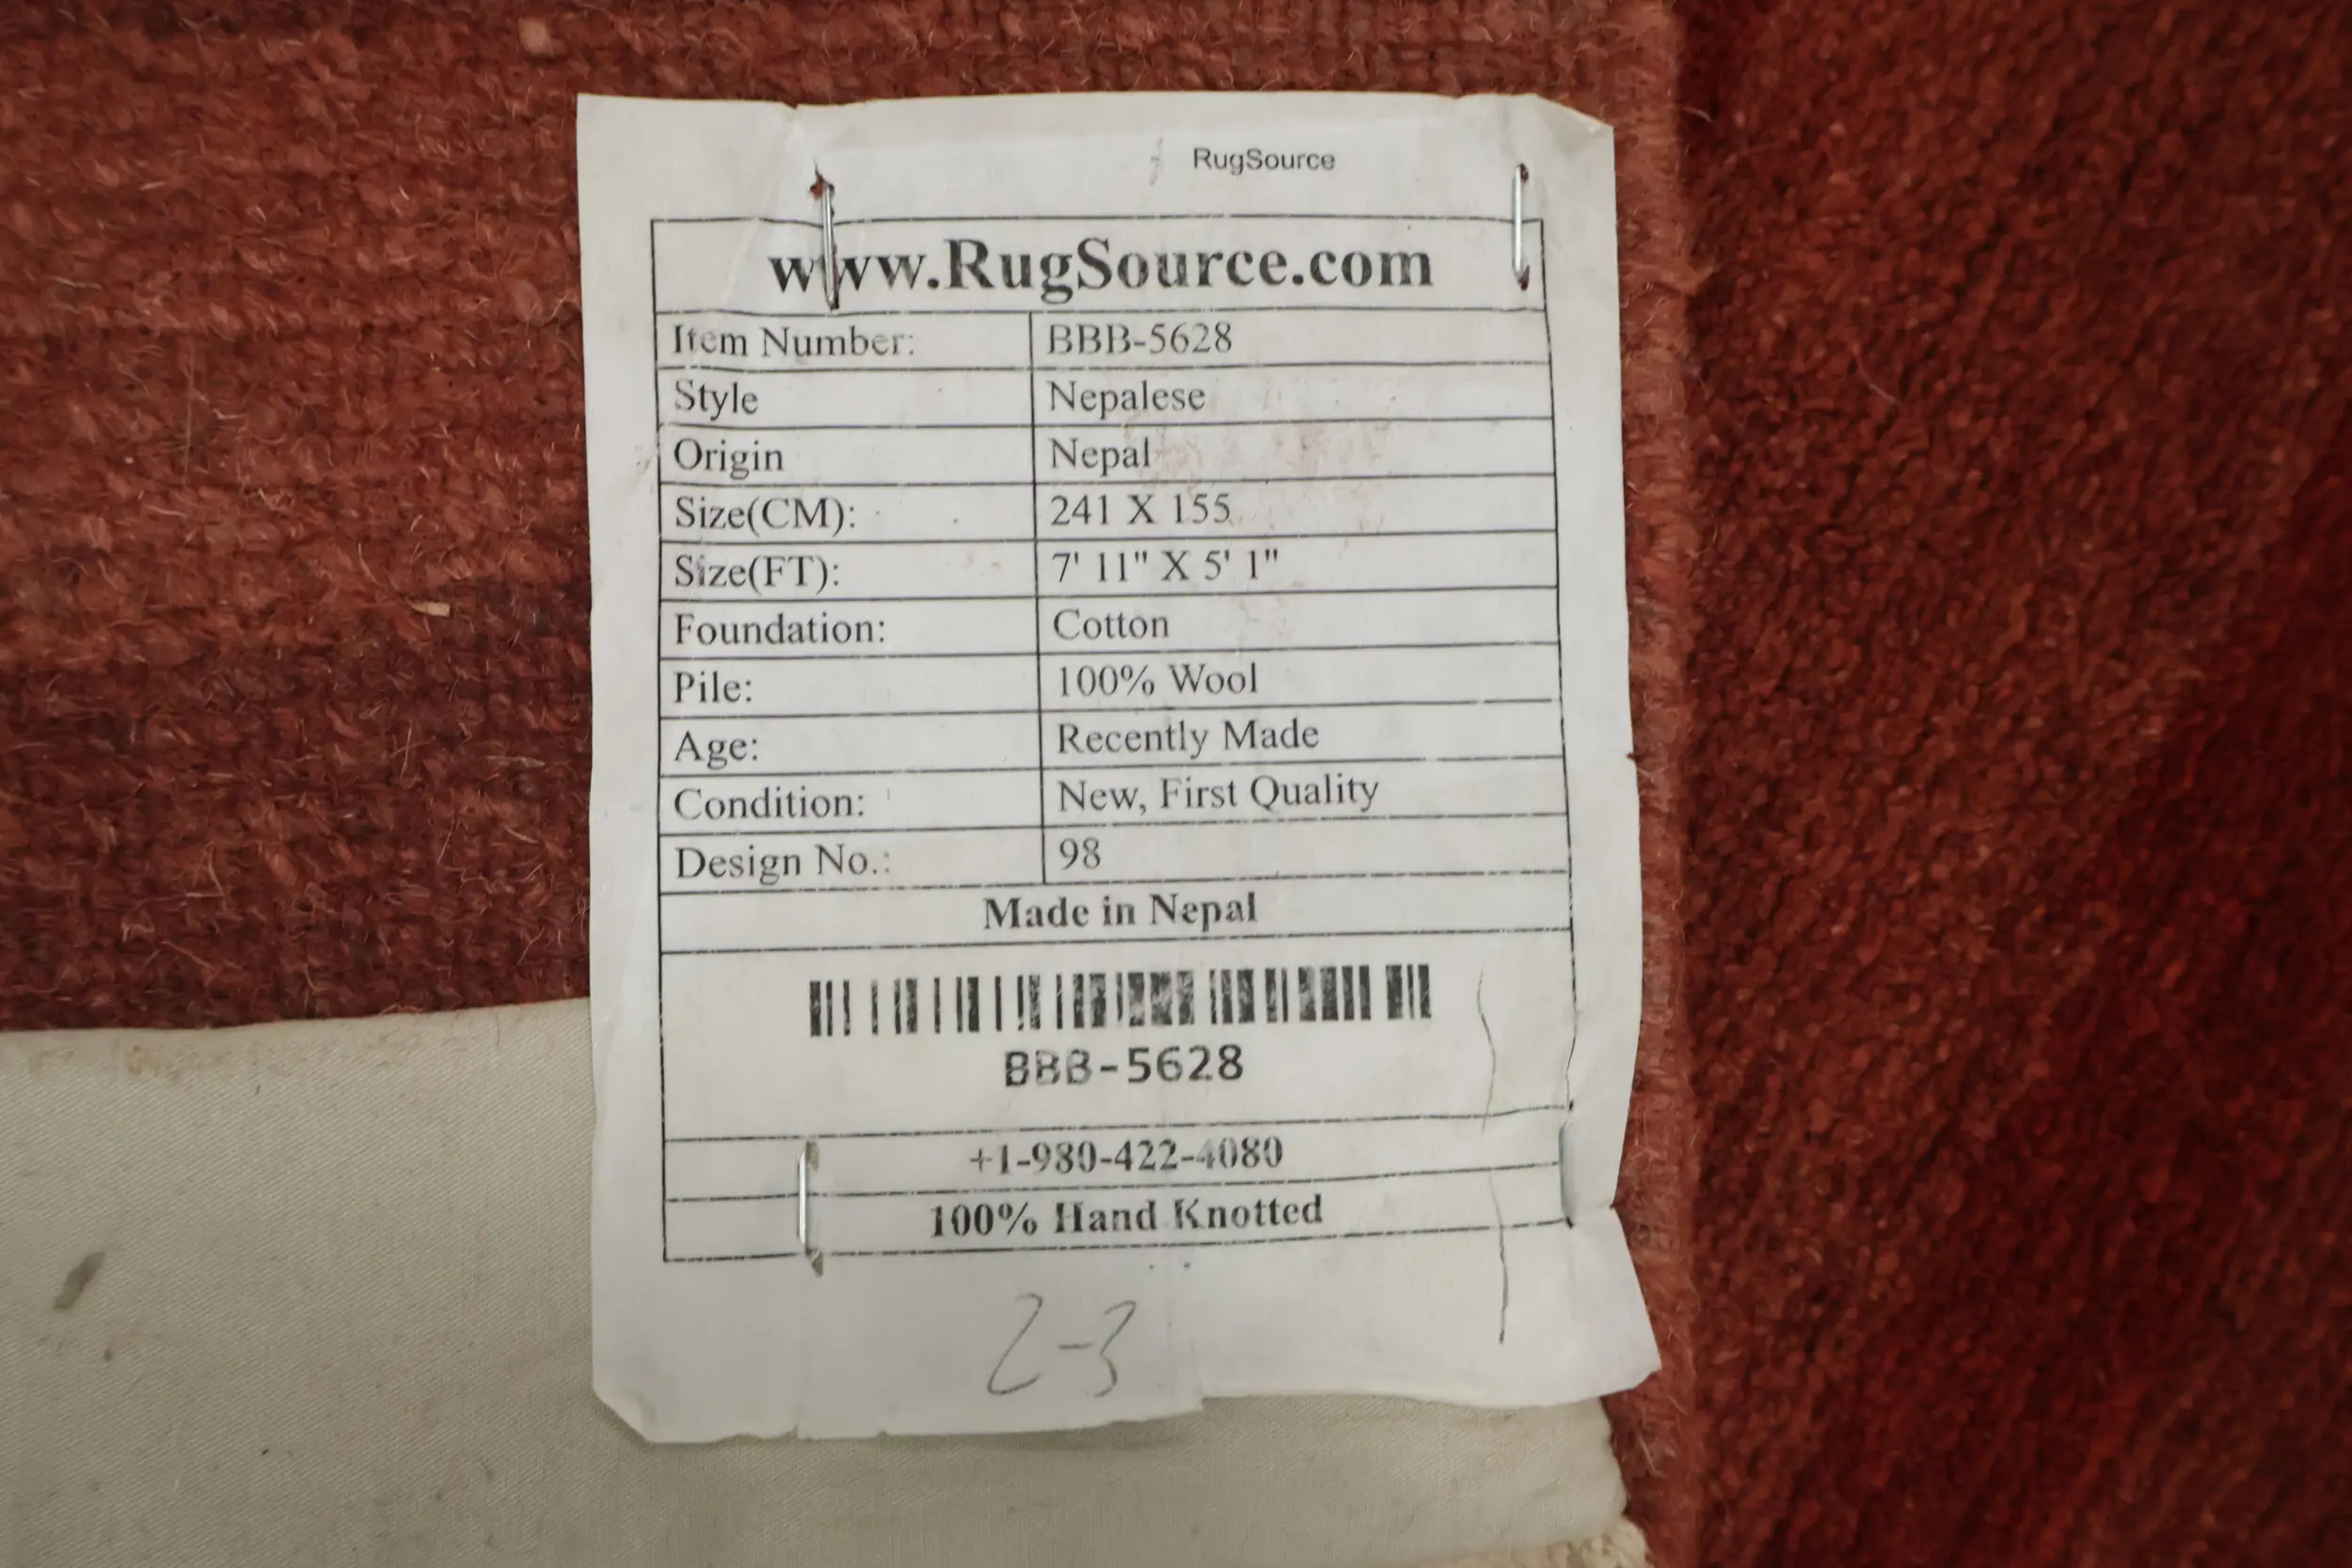 RugSource
www.RugSource.com
Item Number: BBB-5628
Style Nepalese
Origin Nepal
Size(CM): 241 X 155
Size(FT): 7' 11" X 5' 1"
Foundation: Cotton
Pile: 100% Wool
Age: Recently Made
Condition: New, First Quality
Design No.: 98
Made in Nepal
BBB-5628
+1-980-422-4080
100% Hand Knotted
2-3